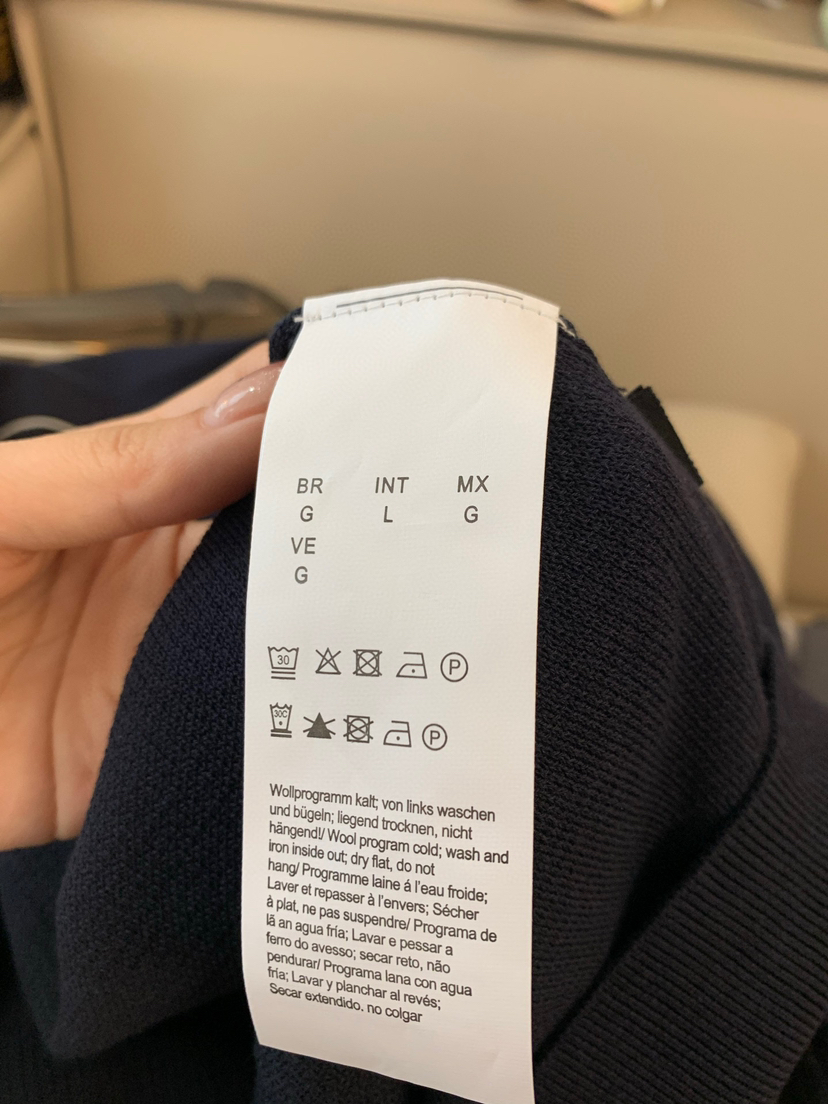 BR INT MX
G L G
VE
G
30 P
30C P
Wollprogramm kalt; von links waschen
und bügeln; liegend trocknen, nicht
hängend!/ Wool program cold; wash and
iron inside out; dry flat, do not
hang/ Programme laine á l'eau froide;
Laver et repasser à l'envers; Sécher
à plat, ne pas suspendre/ Programa de
lã an agua fría; Lavar e pessar a
ferro do avesso; secar reto, não
pendurar/ Programa lana con agua
fría; Lavar y planchar al revés;
Secar extendido. no colgar